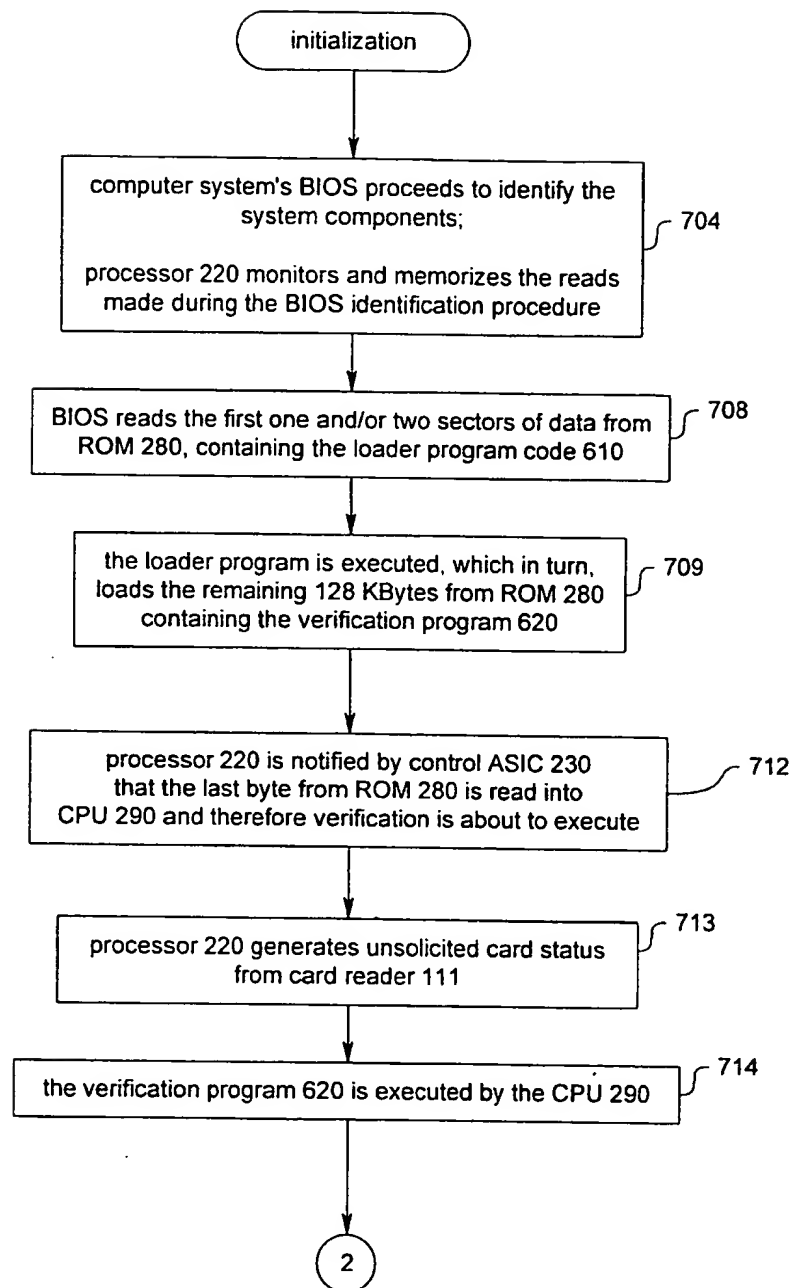 initialization
computer system's BIOS proceeds to identify the
system components;
processor 220 monitors and memorizes the reads
made during the BIOS identification procedure
704
BIOS reads the first one and/or two sectors of data from
ROM 280, containing the loader program code 610
708
the loader program is executed, which in turn,
loads the remaining 128 KBytes from ROM 280
containing the verification program 620
709
processor 220 is notified by control ASIC 230
that the last byte from ROM 280 is read into
CPU 290 and therefore verification is about to execute
712
processor 220 generates unsolicited card status
from card reader 111
713
the verification program 620 is executed by the CPU 290
714
2